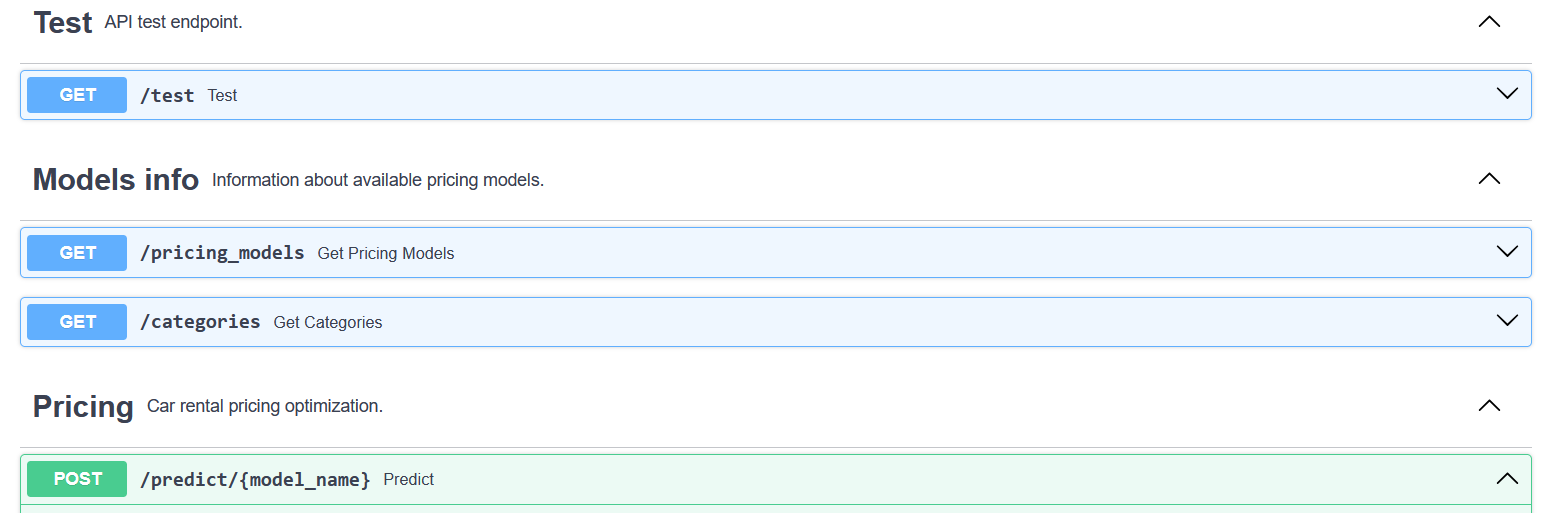 Test API test endpoint.
GET /test Test
Models info Information about available pricing models.
GET /pricing_models Get Pricing Models
GET /categories Get Categories
Pricing Car rental pricing optimization.
POST /predict/{model_name} Predict